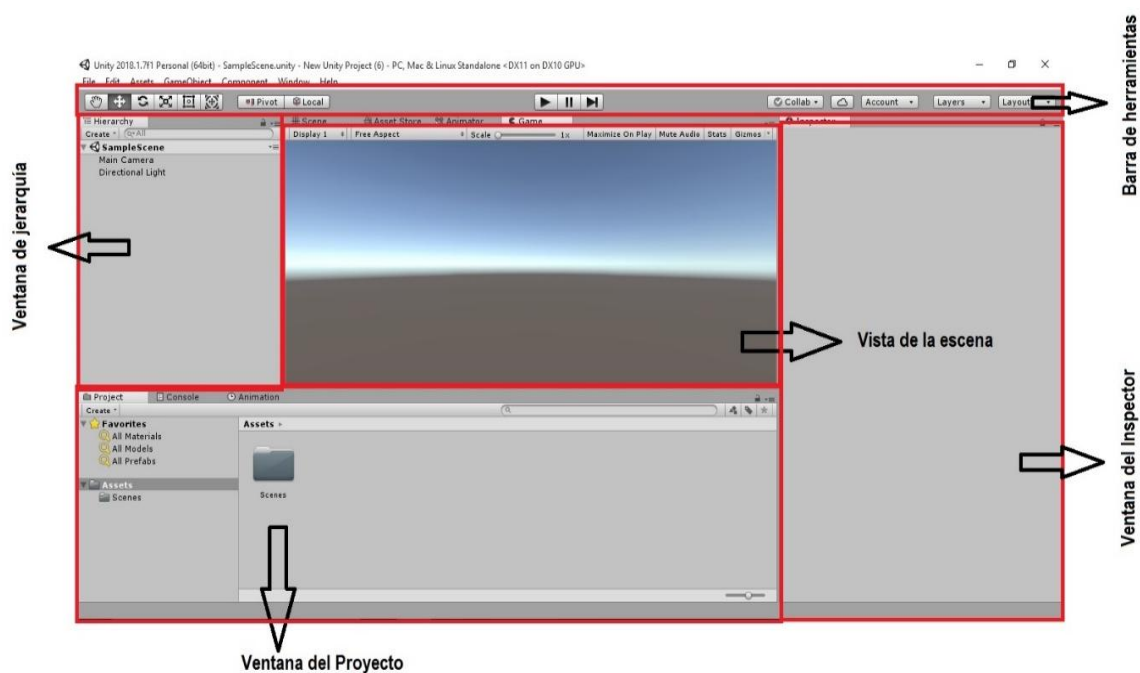 Unity 2018.1.7f1 Personal (64bit) - SampleScene.unity - New Unity Project (6) - PC, Mac & Linux Standalone <DX11 on DX10 GPU>
File Edit Assets GameObject Component Window Help
Pivot Local Collab Account Layers Layout
Hierarchy
Create All
SampleScene
Main Camera
Directional Light
Scene Asset Store Animator Game
Display 1 Free Aspect Scale 1x Maximize On Play Mute Audio Stats Gizmos
Inspector
Barra de herramientas
Ventana de jerarquía
Vista de la escena
Ventana del Inspector
Project Console Animation
Create
Favorites
All Materials
All Models
All Prefabs
Assets
Scenes
Assets
Scenes
Ventana del Proyecto